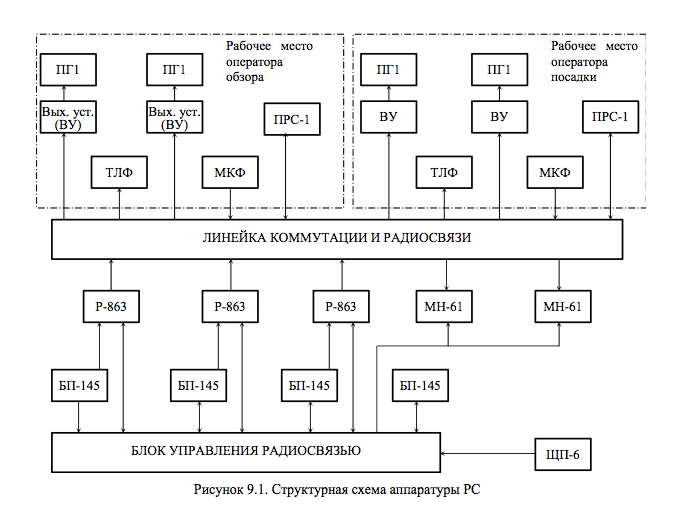 Рабочее место
оператора
обзора
ПГ1
ПГ1
Вых. уст.
(ВУ)
Вых. уст.
(ВУ)
ПРС-1
ТЛФ
МКФ
Рабочее место
оператора
посадки
ПГ1
ПГ1
ВУ
ВУ
ПРС-1
ТЛФ
МКФ
ЛИНЕЙКА КОММУТАЦИИ И РАДИОСВЯЗИ
Р-863
Р-863
Р-863
МН-61
МН-61
БП-145
БП-145
БП-145
БП-145
БЛОК УПРАВЛЕНИЯ РАДИОСВЯЗЬЮ
ЩП-6
Рисунок 9.1. Структурная схема аппаратуры РС